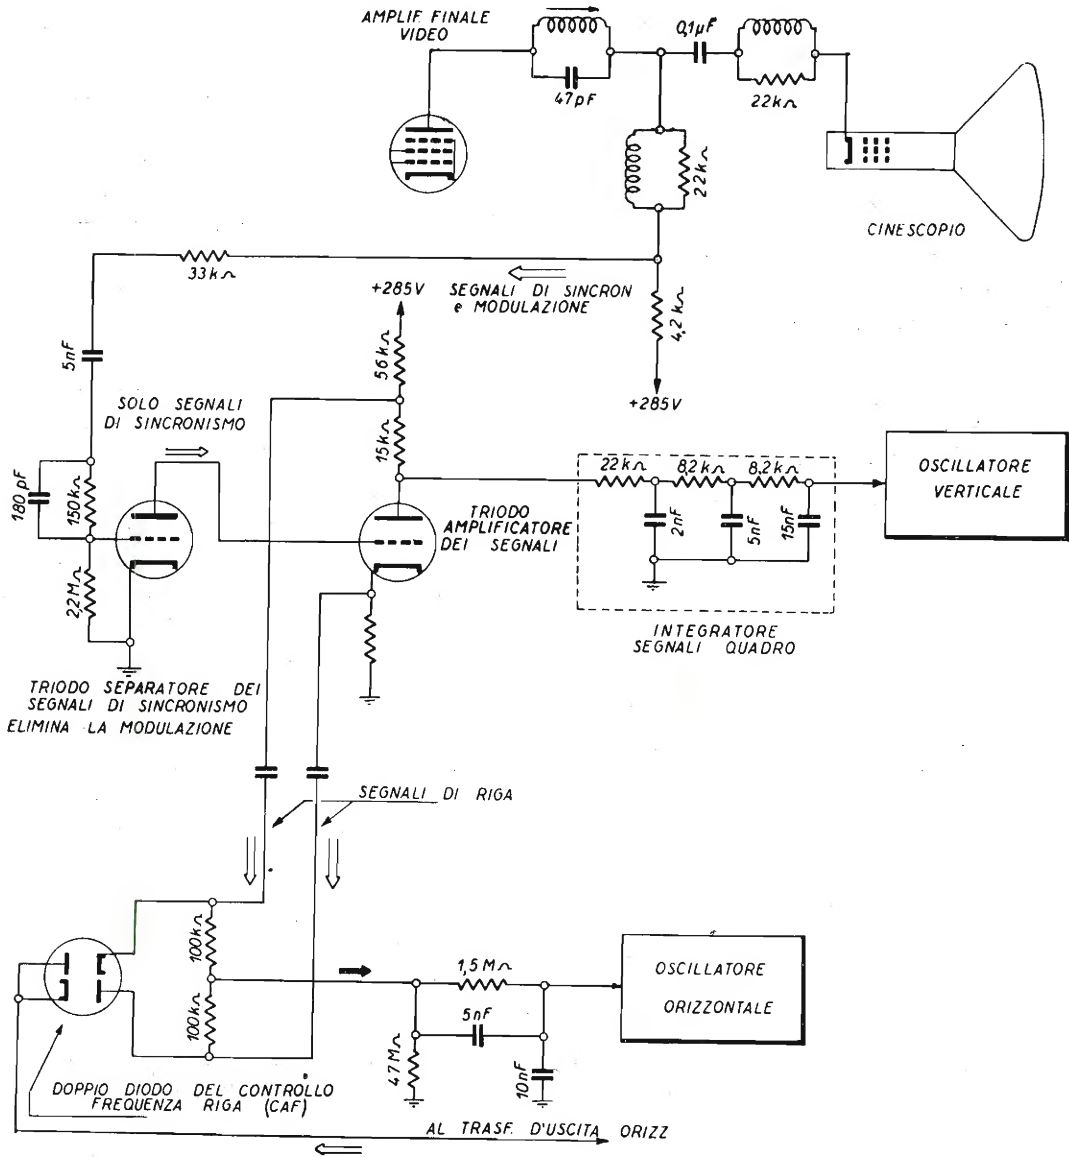 AMPLIF. FINALE
VIDEO
47pF
0,1µF
22kΩ
22kΩ
CINESCOPIO
33kΩ
SEGNALI DI SINCRON
e MODULAZIONE
4,2kΩ
+285V
+285V
56kΩ
15kΩ
5nF
SOLO SEGNALI
DI SINCRONISMO
180pF
150kΩ
2,2MΩ
TRIODO
AMPLIFICATORE
DEI SEGNALI
22kΩ
8,2kΩ
8,2kΩ
2nF
5nF
15nF
OSCILLATORE
VERTICALE
INTEGRATORE
SEGNALI QUADRO
TRIODO SEPARATORE DEI
SEGNALI DI SINCRONISMO
ELIMINA LA MODULAZIONE
SEGNALI DI RIGA
100kΩ
100kΩ
1,5MΩ
5nF
47MΩ
10nF
OSCILLATORE
ORIZZONTALE
DOPPIO DIODO DEL CONTROLLO
FREQUENZA RIGA (CAF)
AL TRASF. D'USCITA ORIZZ